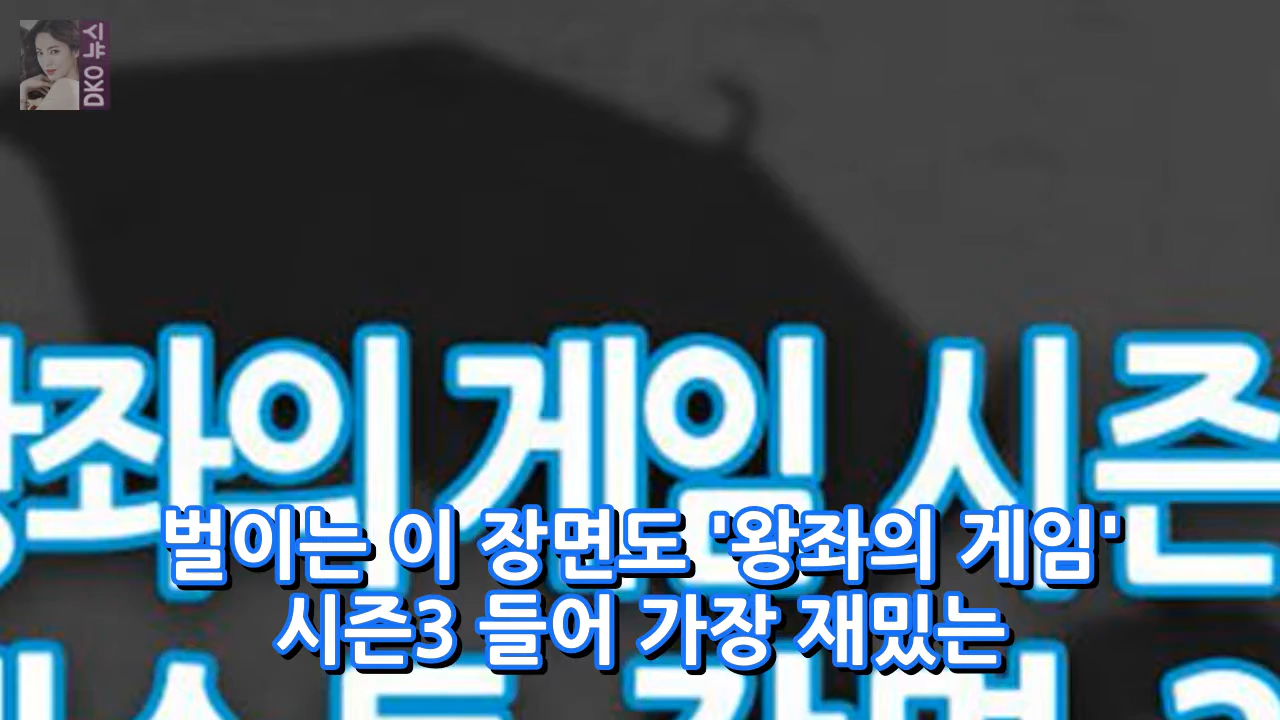 DKO 뉴스
왕좌의 게임 시즌
벌이는 이 장면도 '왕좌의 게임'
시즌3 들어 가장 재밌는